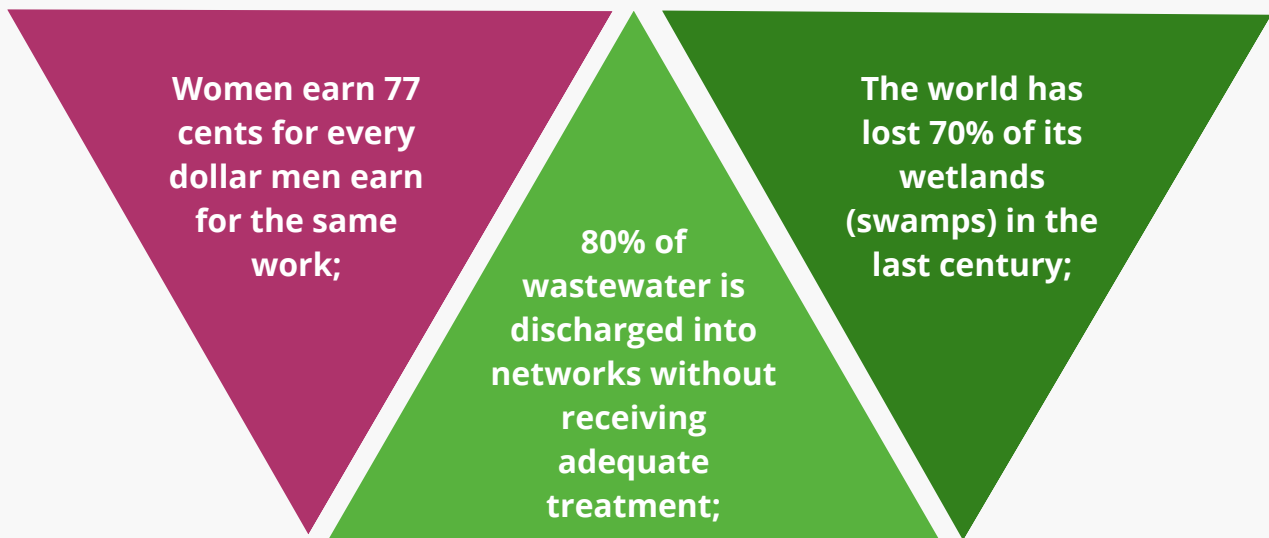 Women earn 77
cents for every
dollar men earn
for the same
work;
80% of
wastewater is
discharged into
networks without
receiving
adequate
treatment;
The world has
lost 70% of its
wetlands
(swamps) in the
last century;